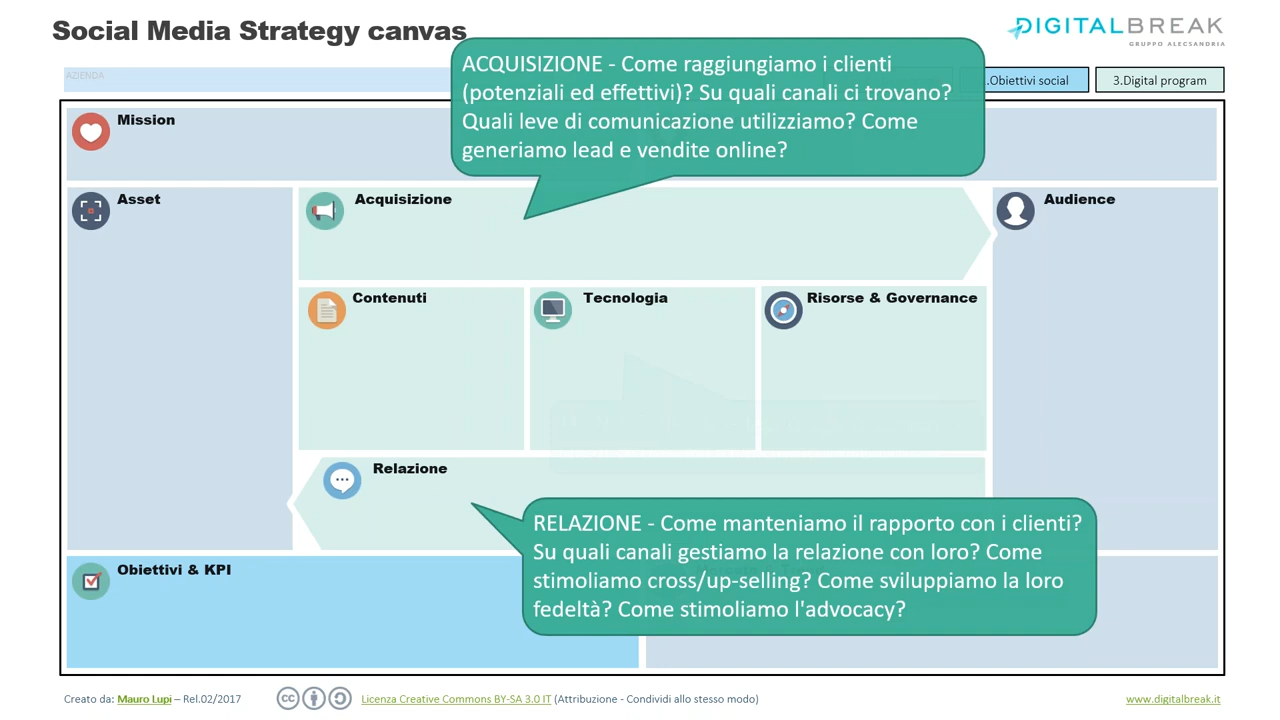 Social Media Strategy canvas
DIGITALBREAK
GRUPPO ALECSANDRIA
AZIENDA
.Obiettivi social
3.Digital program
ACQUISIZIONE - Come raggiungiamo i clienti
(potenziali ed effettivi)? Su quali canali ci trovano?
Quali leve di comunicazione utilizziamo? Come
generiamo lead e vendite online?
Mission
Asset
Acquisizione
Audience
Contenuti
Tecnologia
Risorse & Governance
Relazione
RELAZIONE - Come manteniamo il rapporto con i clienti?
Su quali canali gestiamo la relazione con loro? Come
stimoliamo cross/up-selling? Come sviluppiamo la loro
fedeltà? Come stimoliamo l'advocacy?
Obiettivi & KPI
Creato da: Mauro Lupi – Rel.02/2017
Licenza Creative Commons BY-SA 3.0 IT (Attribuzione - Condividi allo stesso modo)
www.digitalbreak.it